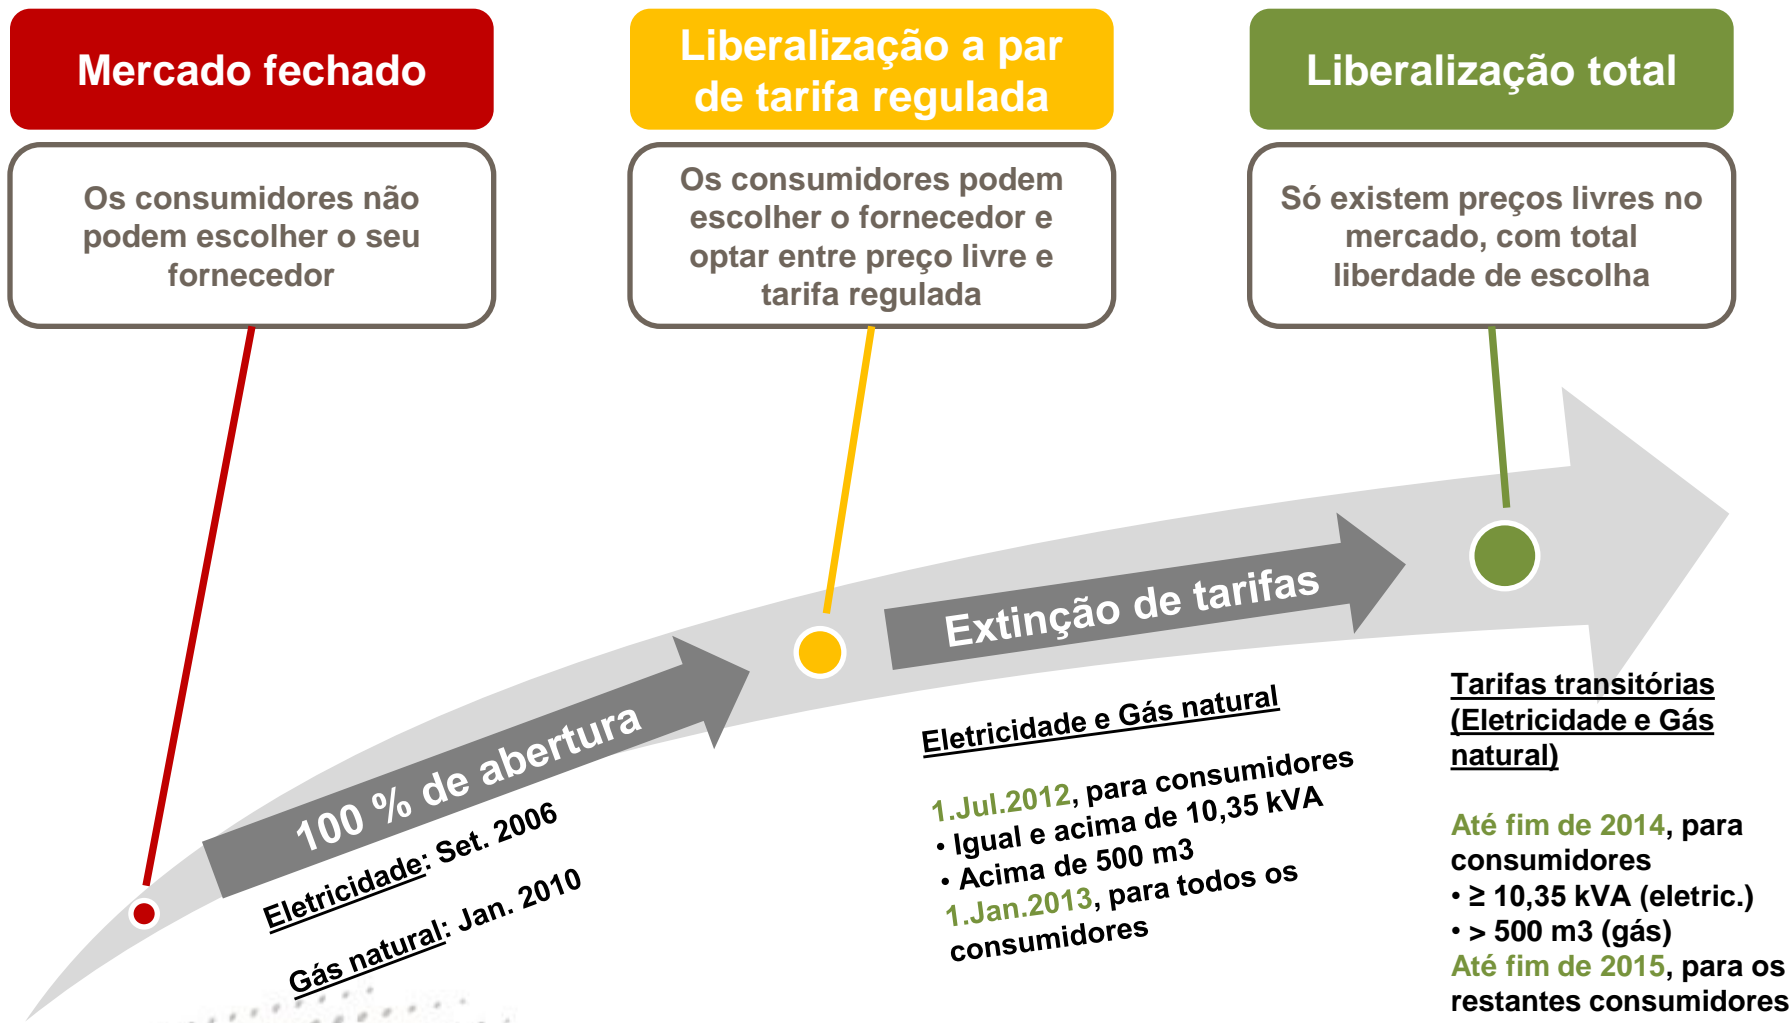 Mercado fechado
Os consumidores não
podem escolher o seu
fornecedor
Liberalização a par
de tarifa regulada
Os consumidores podem
escolher o fornecedor e
optar entre preço livre e
tarifa regulada
Liberalização total
Só existem preços livres no
mercado, com total
liberdade de escolha
100 % de abertura
Eletricidade: Set. 2006
Gás natural: Jan. 2010
Extinção de tarifas
Eletricidade e Gás natural
1.Jul.2012, para consumidores
• Igual e acima de 10,35 kVA
• Acima de 500 m3
1.Jan.2013, para todos os
consumidores
Tarifas transitórias
(Eletricidade e Gás
natural)
Até fim de 2014, para
consumidores
• ≥ 10,35 kVA (eletric.)
• > 500 m3 (gás)
Até fim de 2015, para os
restantes consumidores